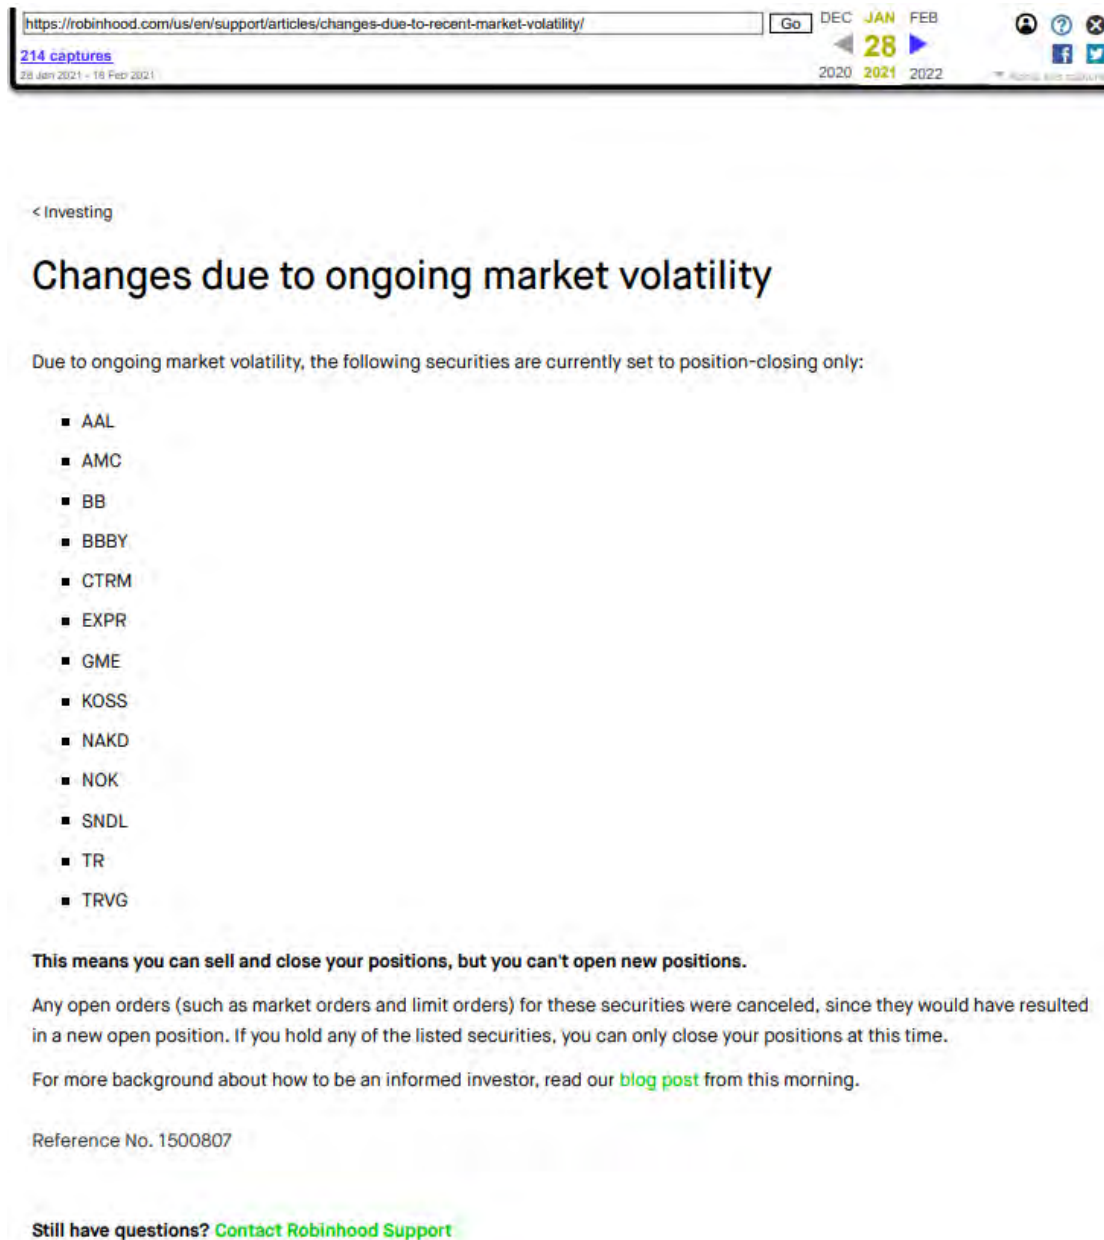 https://robinhood.com/us/en/support/articles/changes-due-to-recent-market-volatility/ Go DEC JAN FEB
214 captures 28
28 Jan 2021 - 18 Feb 2021 2020 2021 2022
< Investing
Changes due to ongoing market volatility
Due to ongoing market volatility, the following securities are currently set to position-closing only:
▪ AAL
▪ AMC
▪ BB
▪ BBBY
▪ CTRM
▪ EXPR
▪ GME
▪ KOSS
▪ NAKD
▪ NOK
▪ SNDL
▪ TR
▪ TRVG
This means you can sell and close your positions, but you can't open new positions.
Any open orders (such as market orders and limit orders) for these securities were canceled, since they would have resulted
in a new open position. If you hold any of the listed securities, you can only close your positions at this time.
For more background about how to be an informed investor, read our blog post from this morning.
Reference No. 1500807
Still have questions? Contact Robinhood Support